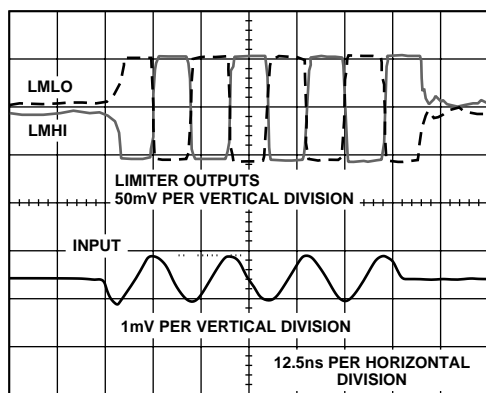 LMLO
LMHI
LIMITER OUTPUTS
50mV PER VERTICAL DIVISION
INPUT
1mV PER VERTICAL DIVISION
12.5ns PER HORIZONTAL
DIVISION